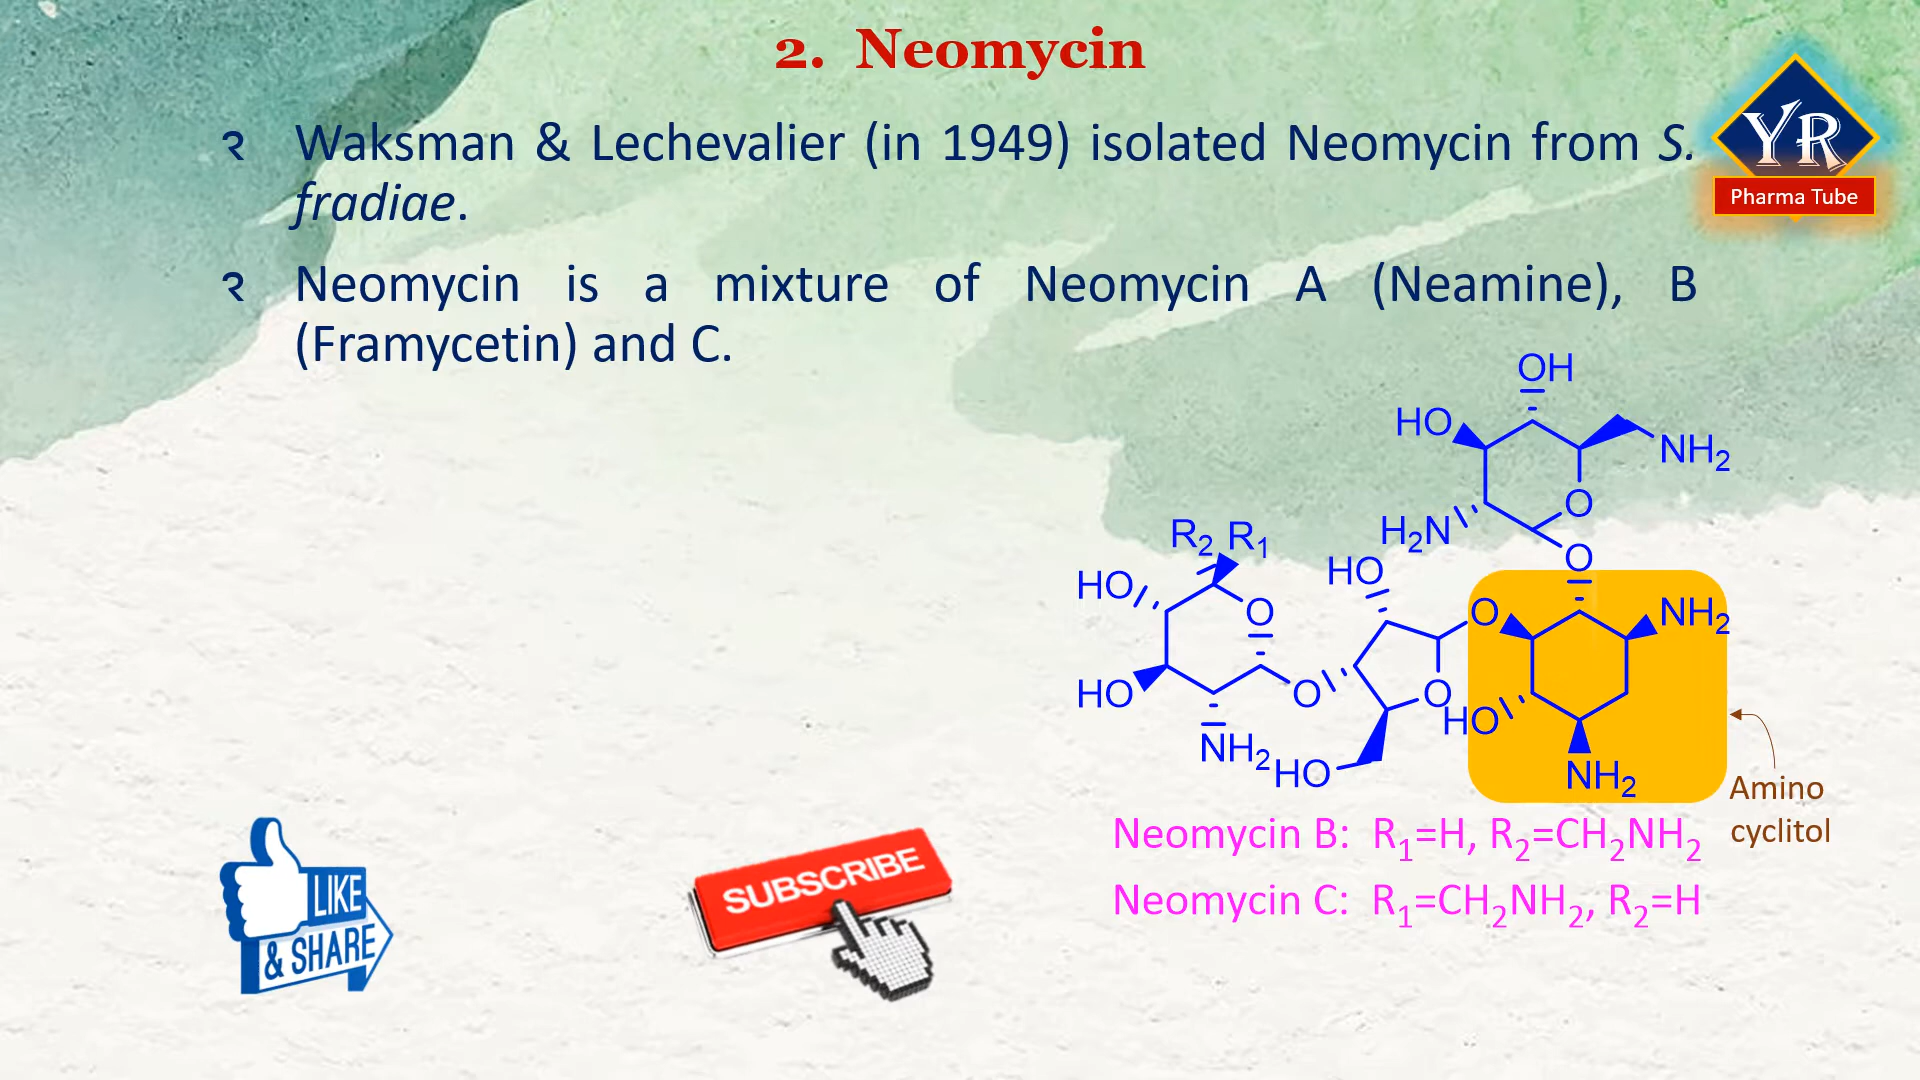 2. Neomycin
Waksman & Lechevalier (in 1949) isolated Neomycin from S.
fradiae.
Neomycin is a mixture of Neomycin A (Neamine), B
(Framycetin) and C.
YR
Pharma Tube
OH
HO
NH2
H2N
O
O
R2 R1
HO
O
HO
O
NH2
HO
O
HO
O
NH2
HO
O
HO
NH2
Amino
cyclitol
Neomycin B: R1=H, R2=CH2NH2
Neomycin C: R1=CH2NH2, R2=H
LIKE
& SHARE
SUBSCRIBE